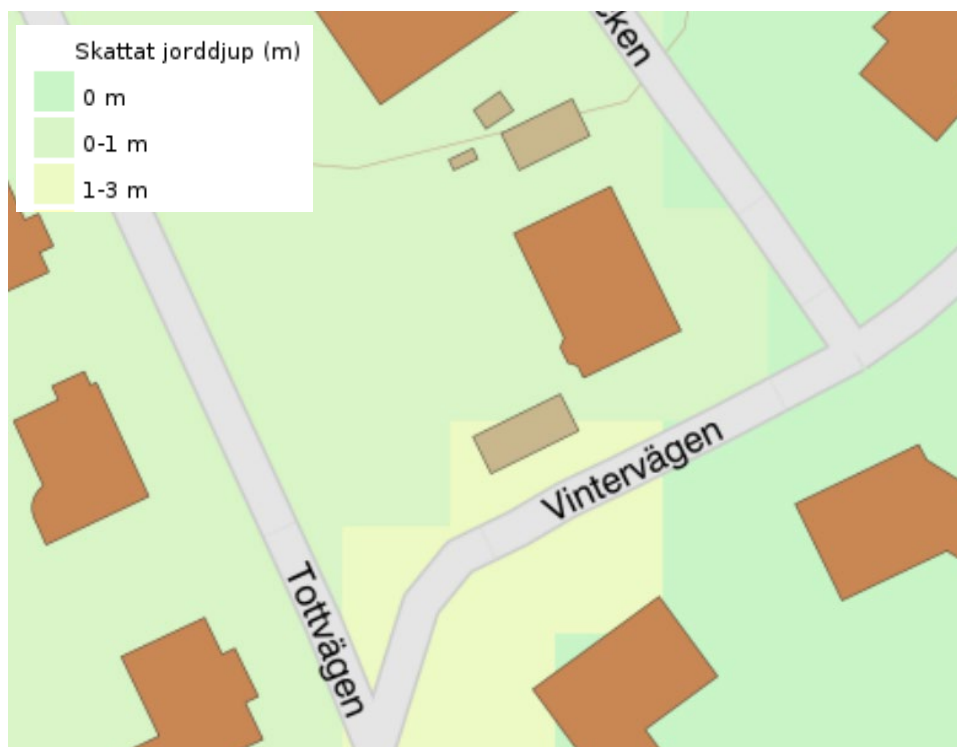 Skattat jorddjup (m)
0 m
0-1 m
1-3 m
cken
Vintervägen
Tottvägen